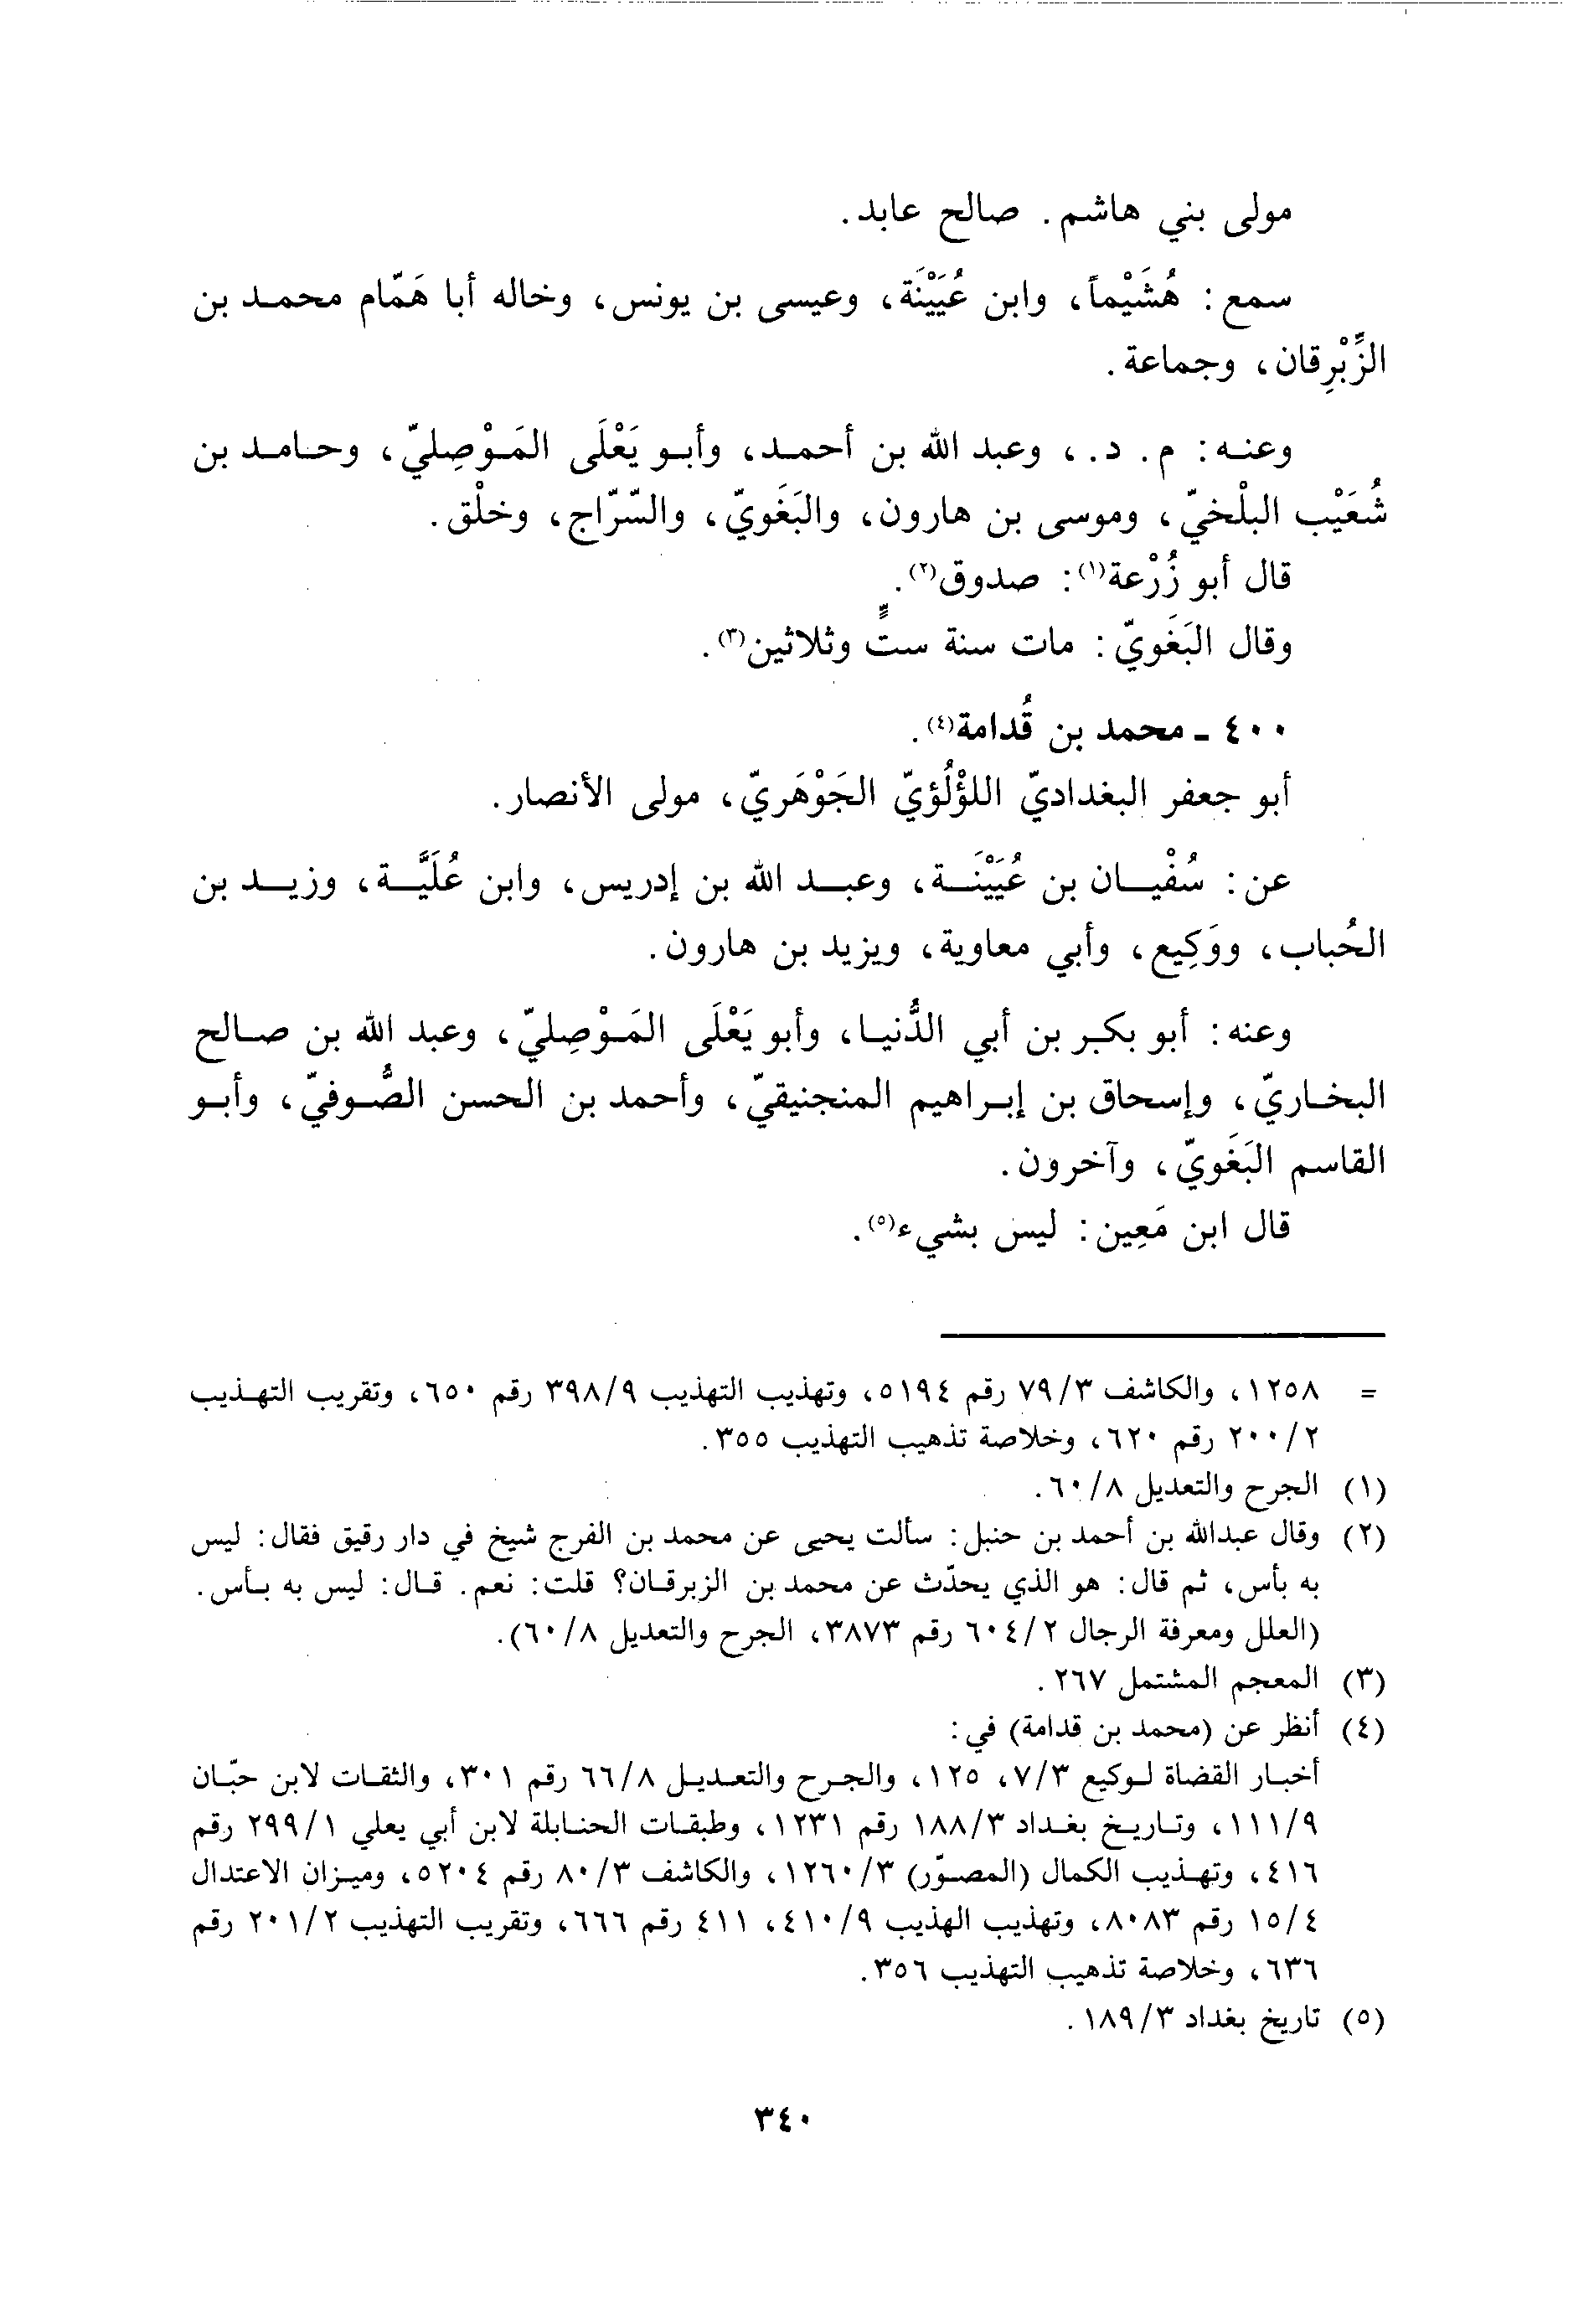 مولى بني هاشم. صالح عابد.
سمع: هُشَيْماً، وابن عُيَيْنَة، وعيسى بن يونس، وخاله أبا هَمّام محمد بن
الزِّبْرِقان، وجماعة.
وعنه: م. د.، وعبد الله بن أحمد، وأبو يَعْلَى المَوْصِليّ، وحامد بن
شُعَيْب البلْخيّ، وموسى بن هارون، والبَغَويّ، والسّرّاج، وخلْق.
قال أبو زُرْعة(١): صدوق(٢).
وقال البَغَويّ: مات سنة ستٍّ وثلاثين(٣).
٤٠٠ - محمد بن قُدامة(٤).
أبو جعفر البغداديّ اللؤْلُؤيّ الجَوْهَريّ، مولى الأنصار.
عن: سُفْيان بن عُيَيْنَة، وعبد الله بن إدريس، وابن عُلَيَّة، وزيد بن
الحُباب، ووَكِيع، وأبي معاوية، ويزيد بن هارون.
وعنه: أبو بكر بن أبي الدُّنيا، وأبو يَعْلَى المَوْصِليّ، وعبد الله بن صالح
البخاريّ، وإسحاق بن إبراهيم المنجنيقيّ، وأحمد بن الحسن الصُّوفيّ، وأبو
القاسم البَغَويّ، وآخرون.
قال ابن مَعِين: ليس بشيء(٥).
= ١٢٥٨، والكاشف ٧٩/٣ رقم ٥١٩٤، وتهذيب التهذيب ٣٩٨/٩ رقم ٦٥٠، وتقريب التهذيب
٢٠٠/٢ رقم ٦٢٠، وخلاصة تذهيب التهذيب ٣٥٥.
(١) الجرح والتعديل ٦٠/٨.
(٢) وقال عبدالله بن أحمد بن حنبل: سألت يحيى عن محمد بن الفرج شيخ في دار رقيق فقال: ليس
به بأس، ثم قال: هو الذي يحدّث عن محمد بن الزبرقان؟ قلت: نعم. قال: ليس به بأس.
(العلل ومعرفة الرجال ٦٠٤/٢ رقم ٣٨٧٣، الجرح والتعديل ٦٠/٨).
(٣) المعجم المشتمل ٢٦٧.
(٤) أنظر عن (محمد بن قدامة) في:
أخبار القضاة لوكيع ٧/٣، ١٢٥، والجرح والتعديل ٦٦/٨ رقم ٣٠١، والثقات لابن حبّان
١١١/٩، وتاريخ بغداد ١٨٨/٣ رقم ١٢٣١، وطبقات الحنابلة لابن أبي يعلي ٢٩٩/١ رقم
٤١٦، وتهذيب الكمال (المصوّر) ١٢٦٠/٣، والكاشف ٨٠/٣ رقم ٥٢٠٤، وميزان الاعتدال
١٥/٤ رقم ٨٠٨٣، وتهذيب الهذيب ٤١٠/٩، ٤١١ رقم ٦٦٦، وتقريب التهذيب ٢٠١/٢ رقم
٦٣٦، وخلاصة تذهيب التهذيب ٣٥٦.
(٥) تاريخ بغداد ١٨٩/٣.
٣٤٠